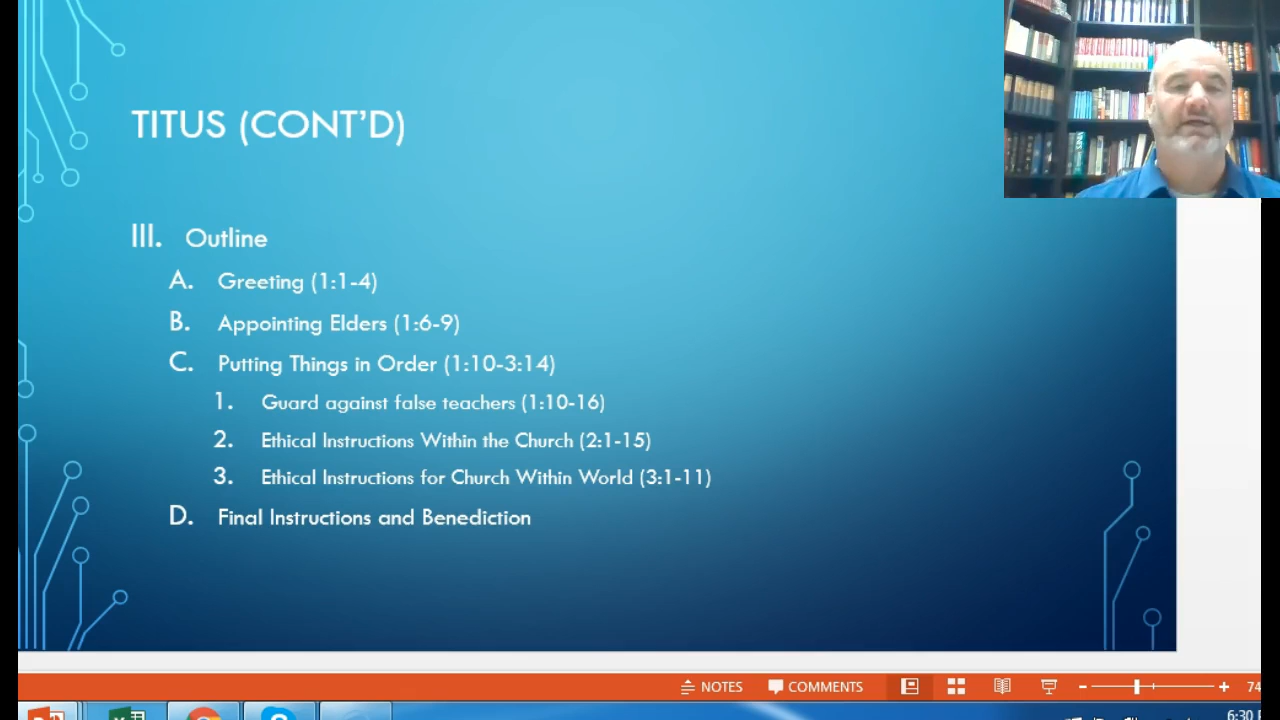 TITUS (CONT'D)
III. Outline
A. Greeting (1:1-4)
B. Appointing Elders (1:6-9)
C. Putting Things in Order (1:10-3:14)
1. Guard against false teachers (1:10-16)
2. Ethical Instructions Within the Church (2:1-15)
3. Ethical Instructions for Church Within World (3:1-11)
D. Final Instructions and Benediction
NOTES COMMENTS 74
6:30